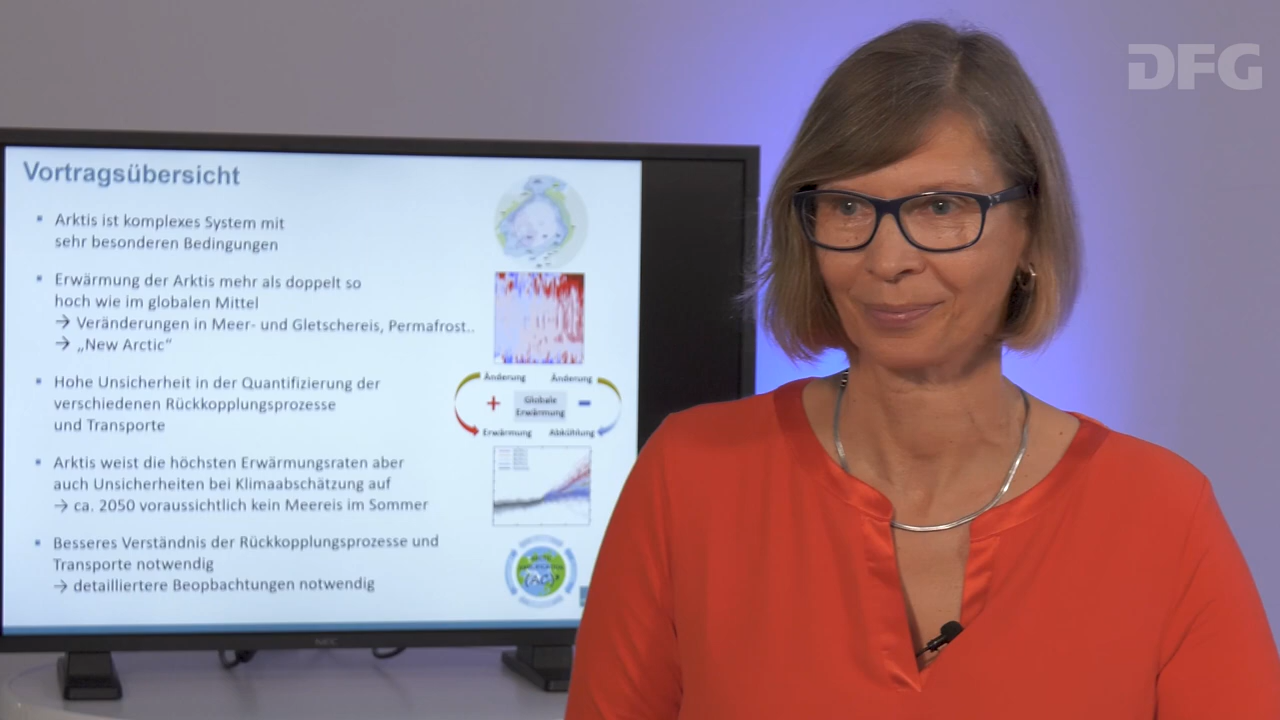 DFG
Vortragsübersicht
▪ Arktis ist komplexes System mit
sehr besonderen Bedingungen
▪ Erwärmung der Arktis mehr als doppelt so
hoch wie im globalen Mittel
→ Veränderungen in Meer- und Gletschereis, Permafrost..
→ „New Arctic“
▪ Hohe Unsicherheit in der Quantifizierung der
verschiedenen Rückkopplungsprozesse
und Transporte
Änderung Änderung
+ Globale –
Erwärmung
Erwärmung Abkühlung
▪ Arktis weist die höchsten Erwärmungsraten aber
auch Unsicherheiten bei Klimaabschätzung auf
→ ca. 2050 voraussichtlich kein Meereis im Sommer
▪ Besseres Verständnis der Rückkopplungsprozesse und
Transporte notwendig
→ detailliertere Beopbachtungen notwendig
(AC)³
NEC